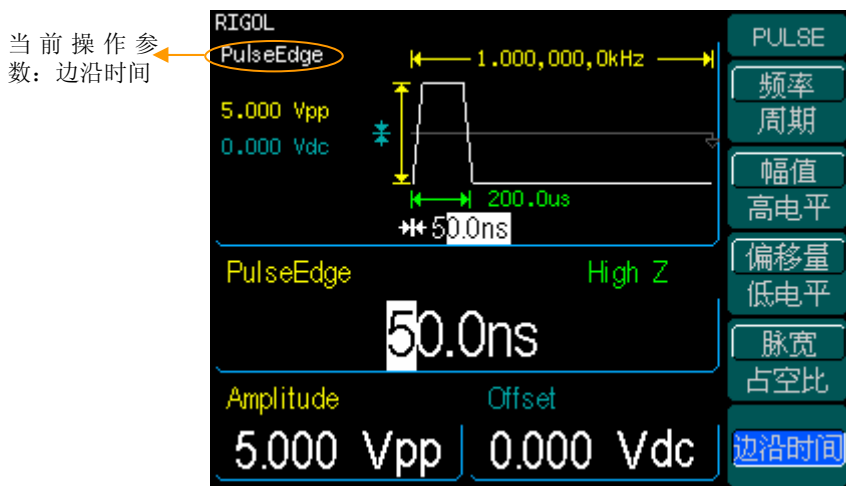 当前操作参
数：边沿时间
RIGOL
PulseEdge
1.000,000,0kHz
5.000 Vpp
0.000 Vdc
200.0us
50.0ns
PulseEdge
High Z
50.0ns
Amplitude
Offset
5.000 Vpp
0.000 Vdc
PULSE
频率
周期
幅值
高电平
偏移量
低电平
脉宽
占空比
边沿时间